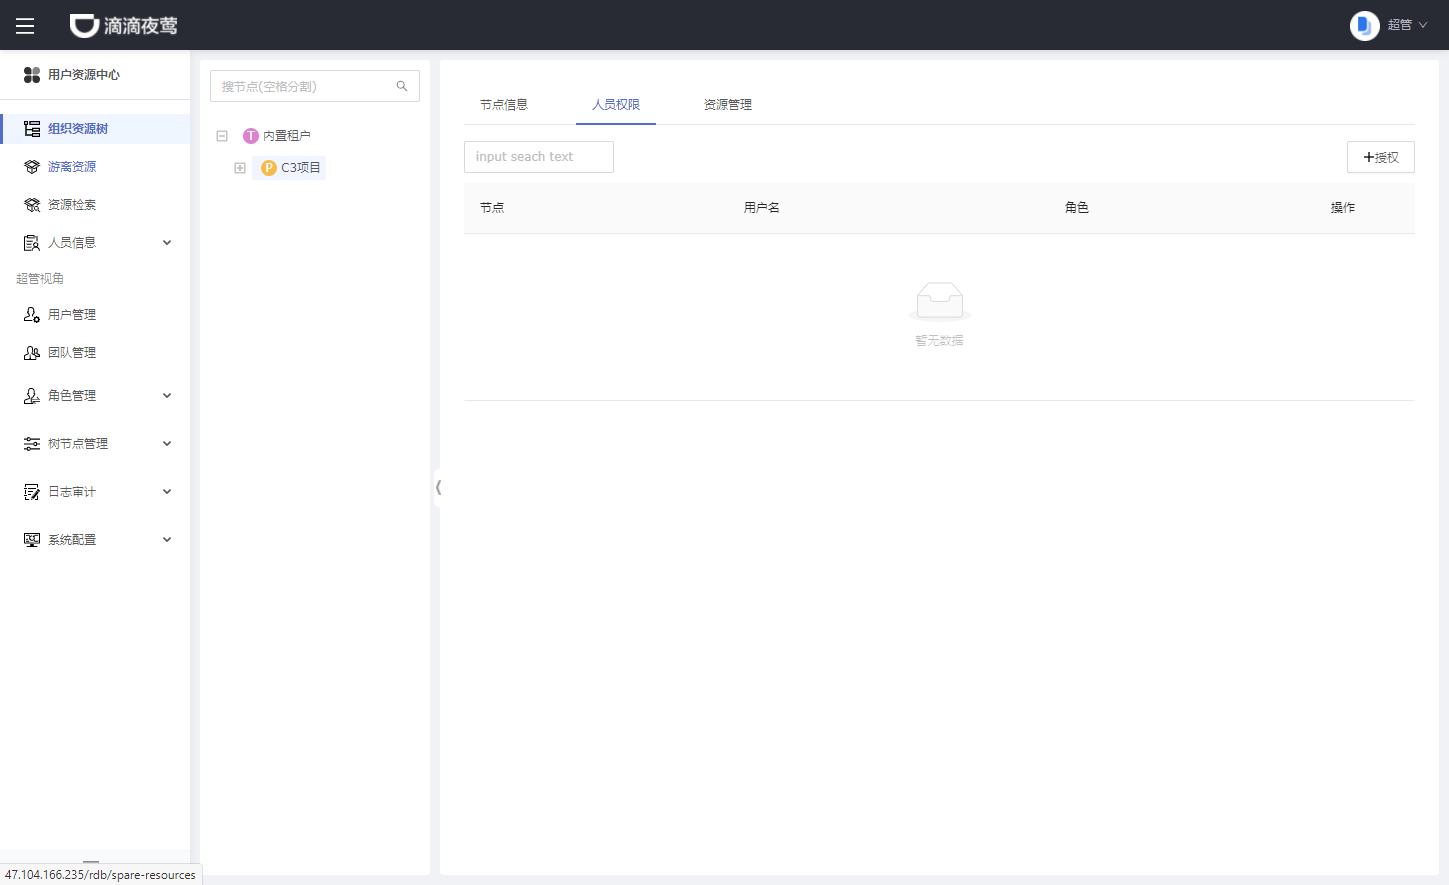 滴滴夜莺
超管
用户资源中心
组织资源树
游离资源
资源检索
人员信息
超管视角
用户管理
团队管理
角色管理
树节点管理
日志审计
系统配置
搜节点(空格分割)
T 内置租户
P C3项目
节点信息 人员权限 资源管理
input seach text
+授权
节点 用户名 角色 操作
暂无数据
47.104.166.235/rdb/spare-resources